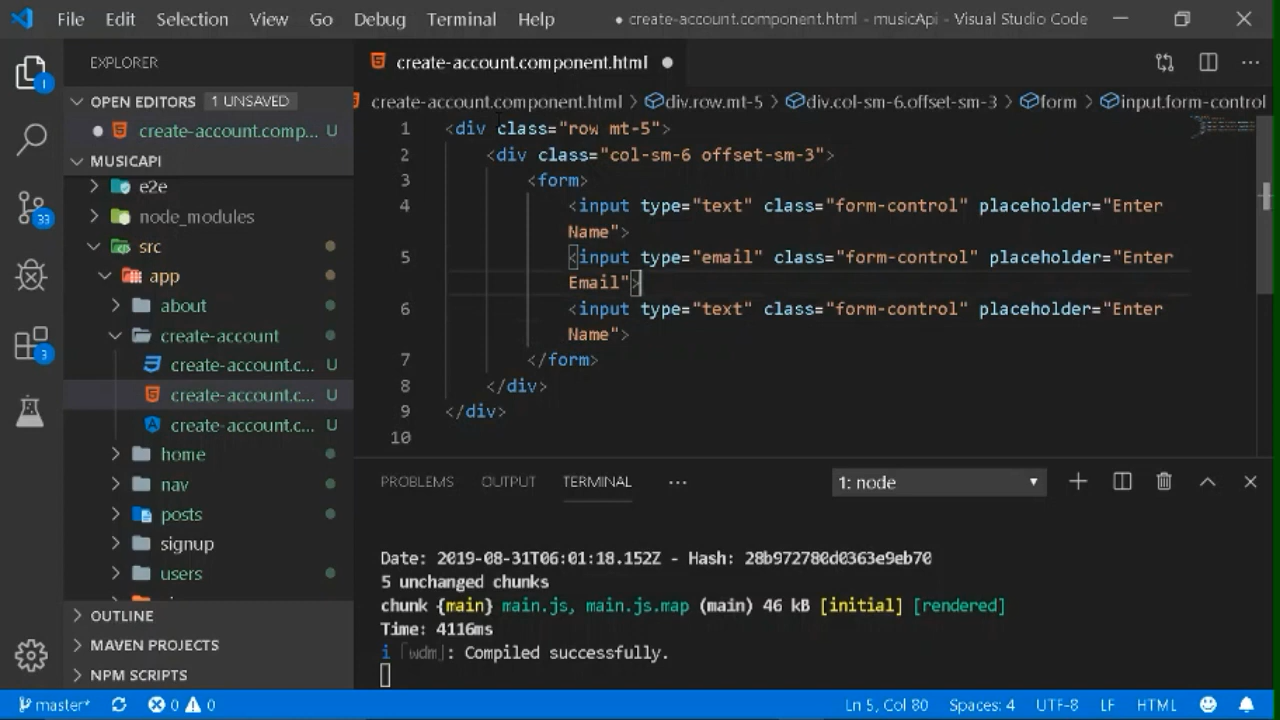 File Edit Selection View Go Debug Terminal Help ● create-account.component.html - musicApi - Visual Studio Code
EXPLORER
create-account.component.html
OPEN EDITORS 1 UNSAVED
create-account.comp... U
MUSICAPI
e2e
node_modules
src
app
about
create-account
create-account.c... U
create-account.c... U
create-account.c... U
home
nav
posts
signup
users
OUTLINE
MAVEN PROJECTS
NPM SCRIPTS
1
33
3
create-account.component.html > div.row.mt-5 > div.col-sm-6.offset-sm-3 > form > input.form-control
1 <div class="row mt-5">
2 <div class="col-sm-6 offset-sm-3">
3 <form>
4 <input type="text" class="form-control" placeholder="Enter
Name">
5 <input type="email" class="form-control" placeholder="Enter
Email">
6 <input type="text" class="form-control" placeholder="Enter
Name">
7 </form>
8 </div>
9 </div>
10
PROBLEMS OUTPUT TERMINAL ··· 1: node
Date: 2019-08-31T06:01:18.152Z - Hash: 28b972780d0363e9eb70
5 unchanged chunks
chunk {main} main.js, main.js.map (main) 46 kB [initial] [rendered]
Time: 4116ms
i ｢wdm｣: Compiled successfully.
master* 0 0 Ln 5, Col 80 Spaces: 4 UTF-8 LF HTML